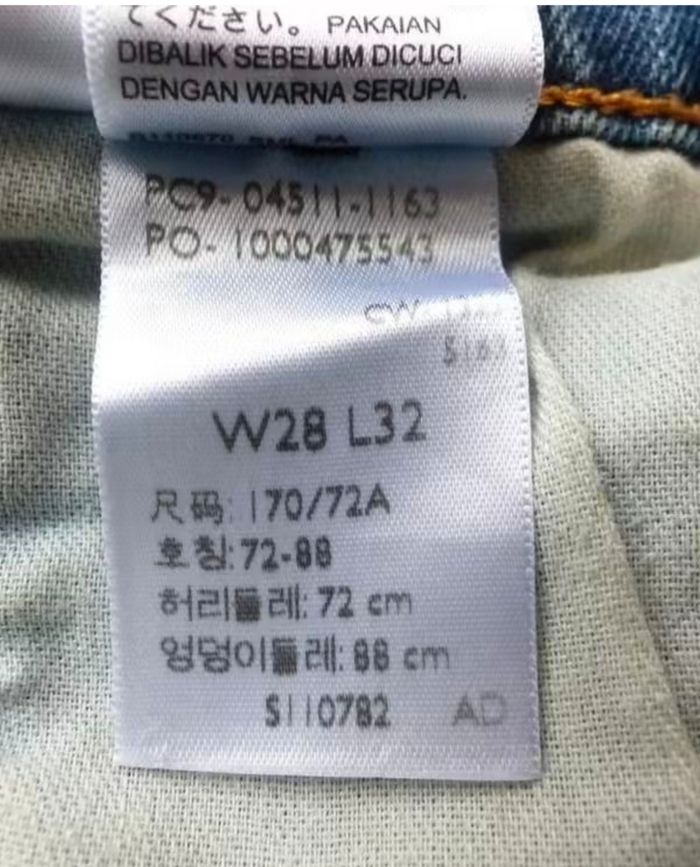 てください。 PAKAIAN
DIBALIK SEBELUM DICUCI
DENGAN WARNA SERUPA.
PC9- 04511-1163
PO- 1000475543
CW
W28 L32
尺码: 170/72A
호칭:72-88
허리둘레: 72 cm
엉덩이둘레: 88 cm
S110782 AD